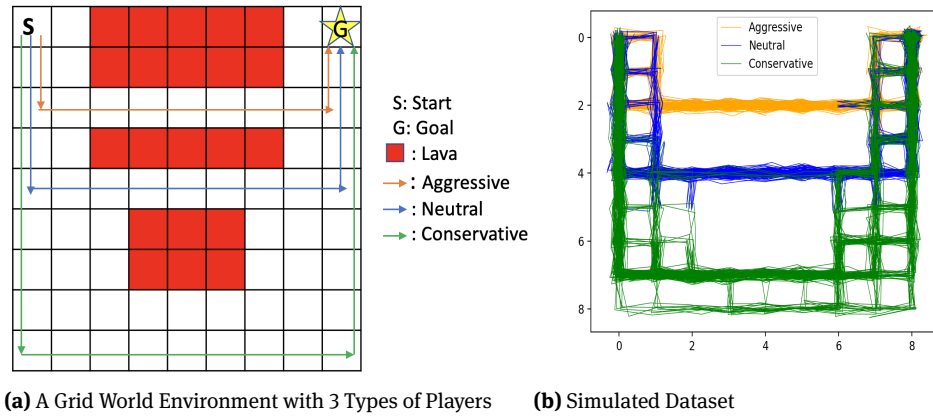 S
G
S: Start
G: Goal
: Lava
: Aggressive
: Neutral
: Conservative
Aggressive
Neutral
Conservative
0
2
4
6
8
0 2 4 6 8
(a) A Grid World Environment with 3 Types of Players
(b) Simulated Dataset